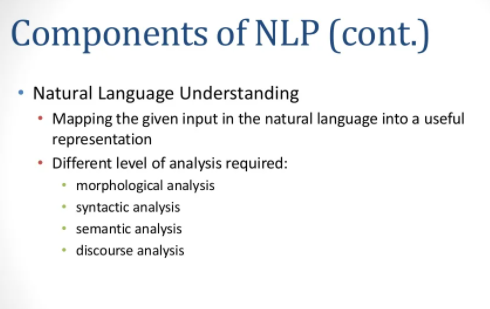 Components of NLP (cont.)
• Natural Language Understanding
• Mapping the given input in the natural language into a useful
representation
• Different level of analysis required:
• morphological analysis
• syntactic analysis
• semantic analysis
• discourse analysis